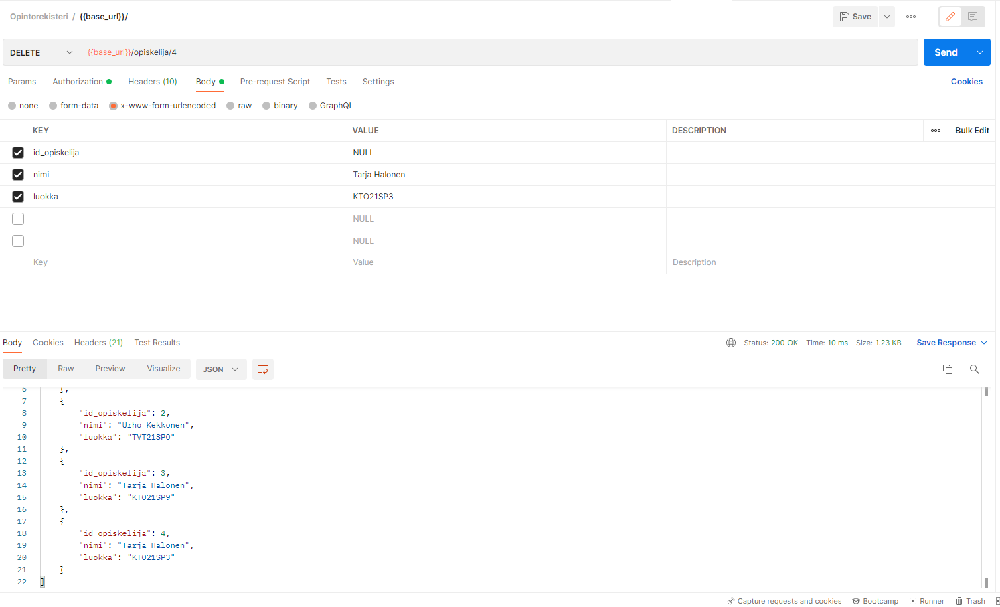 Opintorekisteri / {{base_url}}/
Save
DELETE {{base_url}}/opiskelija/4 Send
Params Authorization Headers (10) Body Pre-request Script Tests Settings Cookies
none form-data x-www-form-urlencoded raw binary GraphQL
KEY VALUE DESCRIPTION Bulk Edit
id_opiskelija NULL
nimi Tarja Halonen
luokka KTO21SP3
NULL
NULL
Key Value Description
Body Cookies Headers (21) Test Results Status: 200 OK Time: 10 ms Size: 1.23 KB Save Response
Pretty Raw Preview Visualize JSON
6 },
7 {
8 "id_opiskelija": 2,
9 "nimi": "Urho Kekkonen",
10 "luokka": "TVT21SPO"
11 },
12 {
13 "id_opiskelija": 3,
14 "nimi": "Tarja Halonen",
15 "luokka": "KTO21SP9"
16 },
17 {
18 "id_opiskelija": 4,
19 "nimi": "Tarja Halonen",
20 "luokka": "KTO21SP3"
21 }
22 ]
Capture requests and cookies Bootcamp Runner Trash